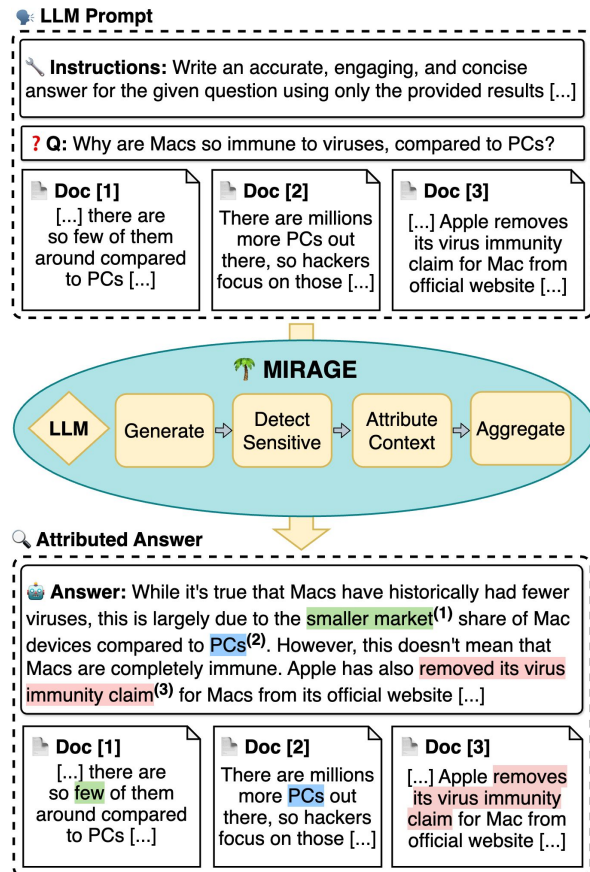 LLM Prompt
Instructions: Write an accurate, engaging, and concise
answer for the given question using only the provided results [...]
? Q: Why are Macs so immune to viruses, compared to PCs?
Doc [1]
[...] there are
so few of them
around compared
to PCs [...]
Doc [2]
There are millions
more PCs out
there, so hackers
focus on those [...]
Doc [3]
[...] Apple removes
its virus immunity
claim for Mac from
official website [...]
MIRAGE
LLM
Generate
Detect
Sensitive
Attribute
Context
Aggregate
Attributed Answer
Answer: While it's true that Macs have historically had fewer
viruses, this is largely due to the smaller market(1) share of Mac
devices compared to PCs(2). However, this doesn't mean that
Macs are completely immune. Apple has also removed its virus
immunity claim(3) for Macs from its official website [...]
Doc [1]
[...] there are
so few of them
around compared
to PCs [...]
Doc [2]
There are millions
more PCs out
there, so hackers
focus on those [...]
Doc [3]
[...] Apple removes
its virus immunity
claim for Mac from
official website [...]